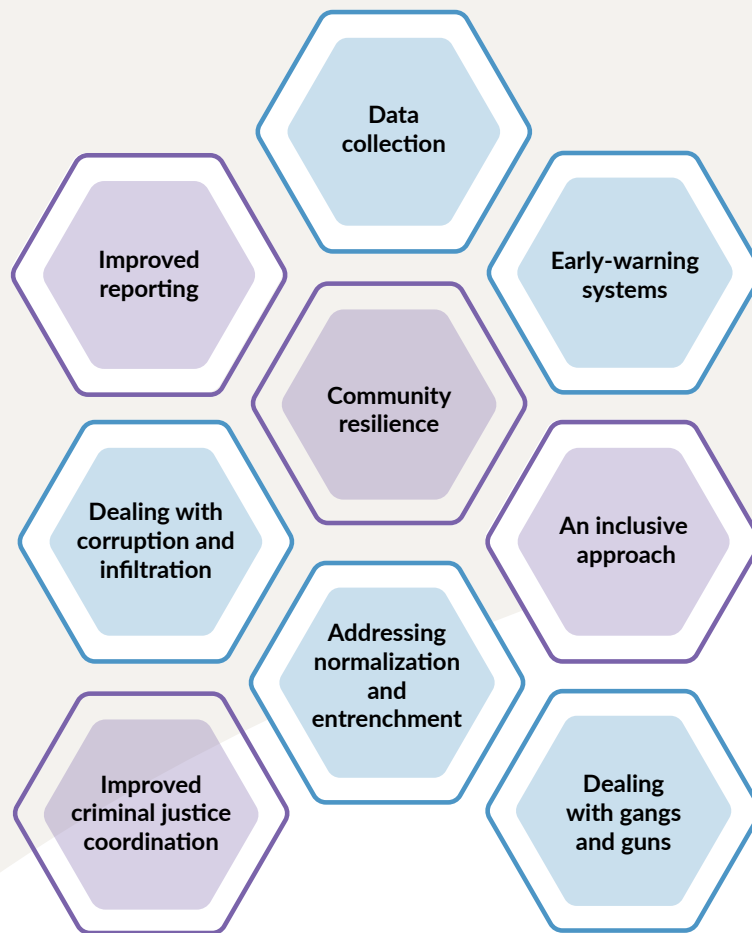 Data
collection
Improved
reporting
Early-warning
systems
Community
resilience
Dealing with
corruption and
infiltration
An inclusive
approach
Addressing
normalization
and
entrenchment
Improved
criminal justice
coordination
Dealing
with gangs
and guns